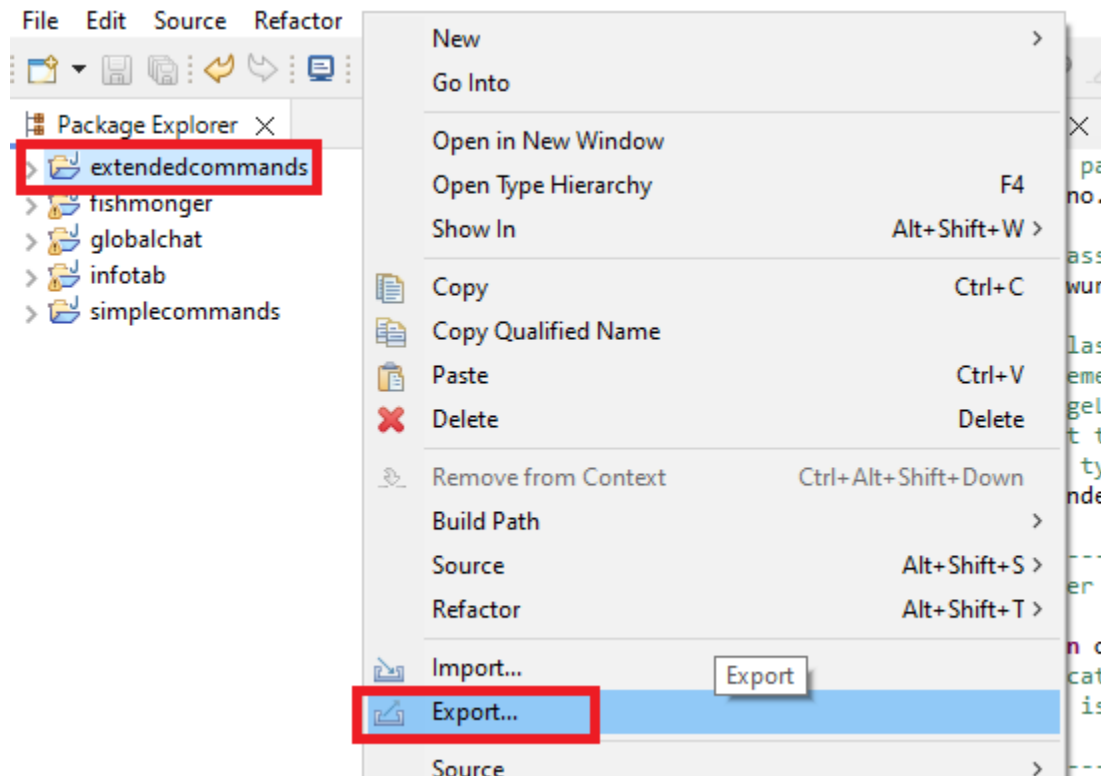 File Edit Source Refactor
Package Explorer
extendedcommands
fishmonger
globalchat
infotab
simplecommands
New
Go Into
Open in New Window
Open Type Hierarchy F4
Show In Alt+Shift+W
Copy Ctrl+C
Copy Qualified Name
Paste Ctrl+V
Delete Delete
Remove from Context Ctrl+Alt+Shift+Down
Build Path
Source Alt+Shift+S
Refactor Alt+Shift+T
Import...
Export
Export...
Source